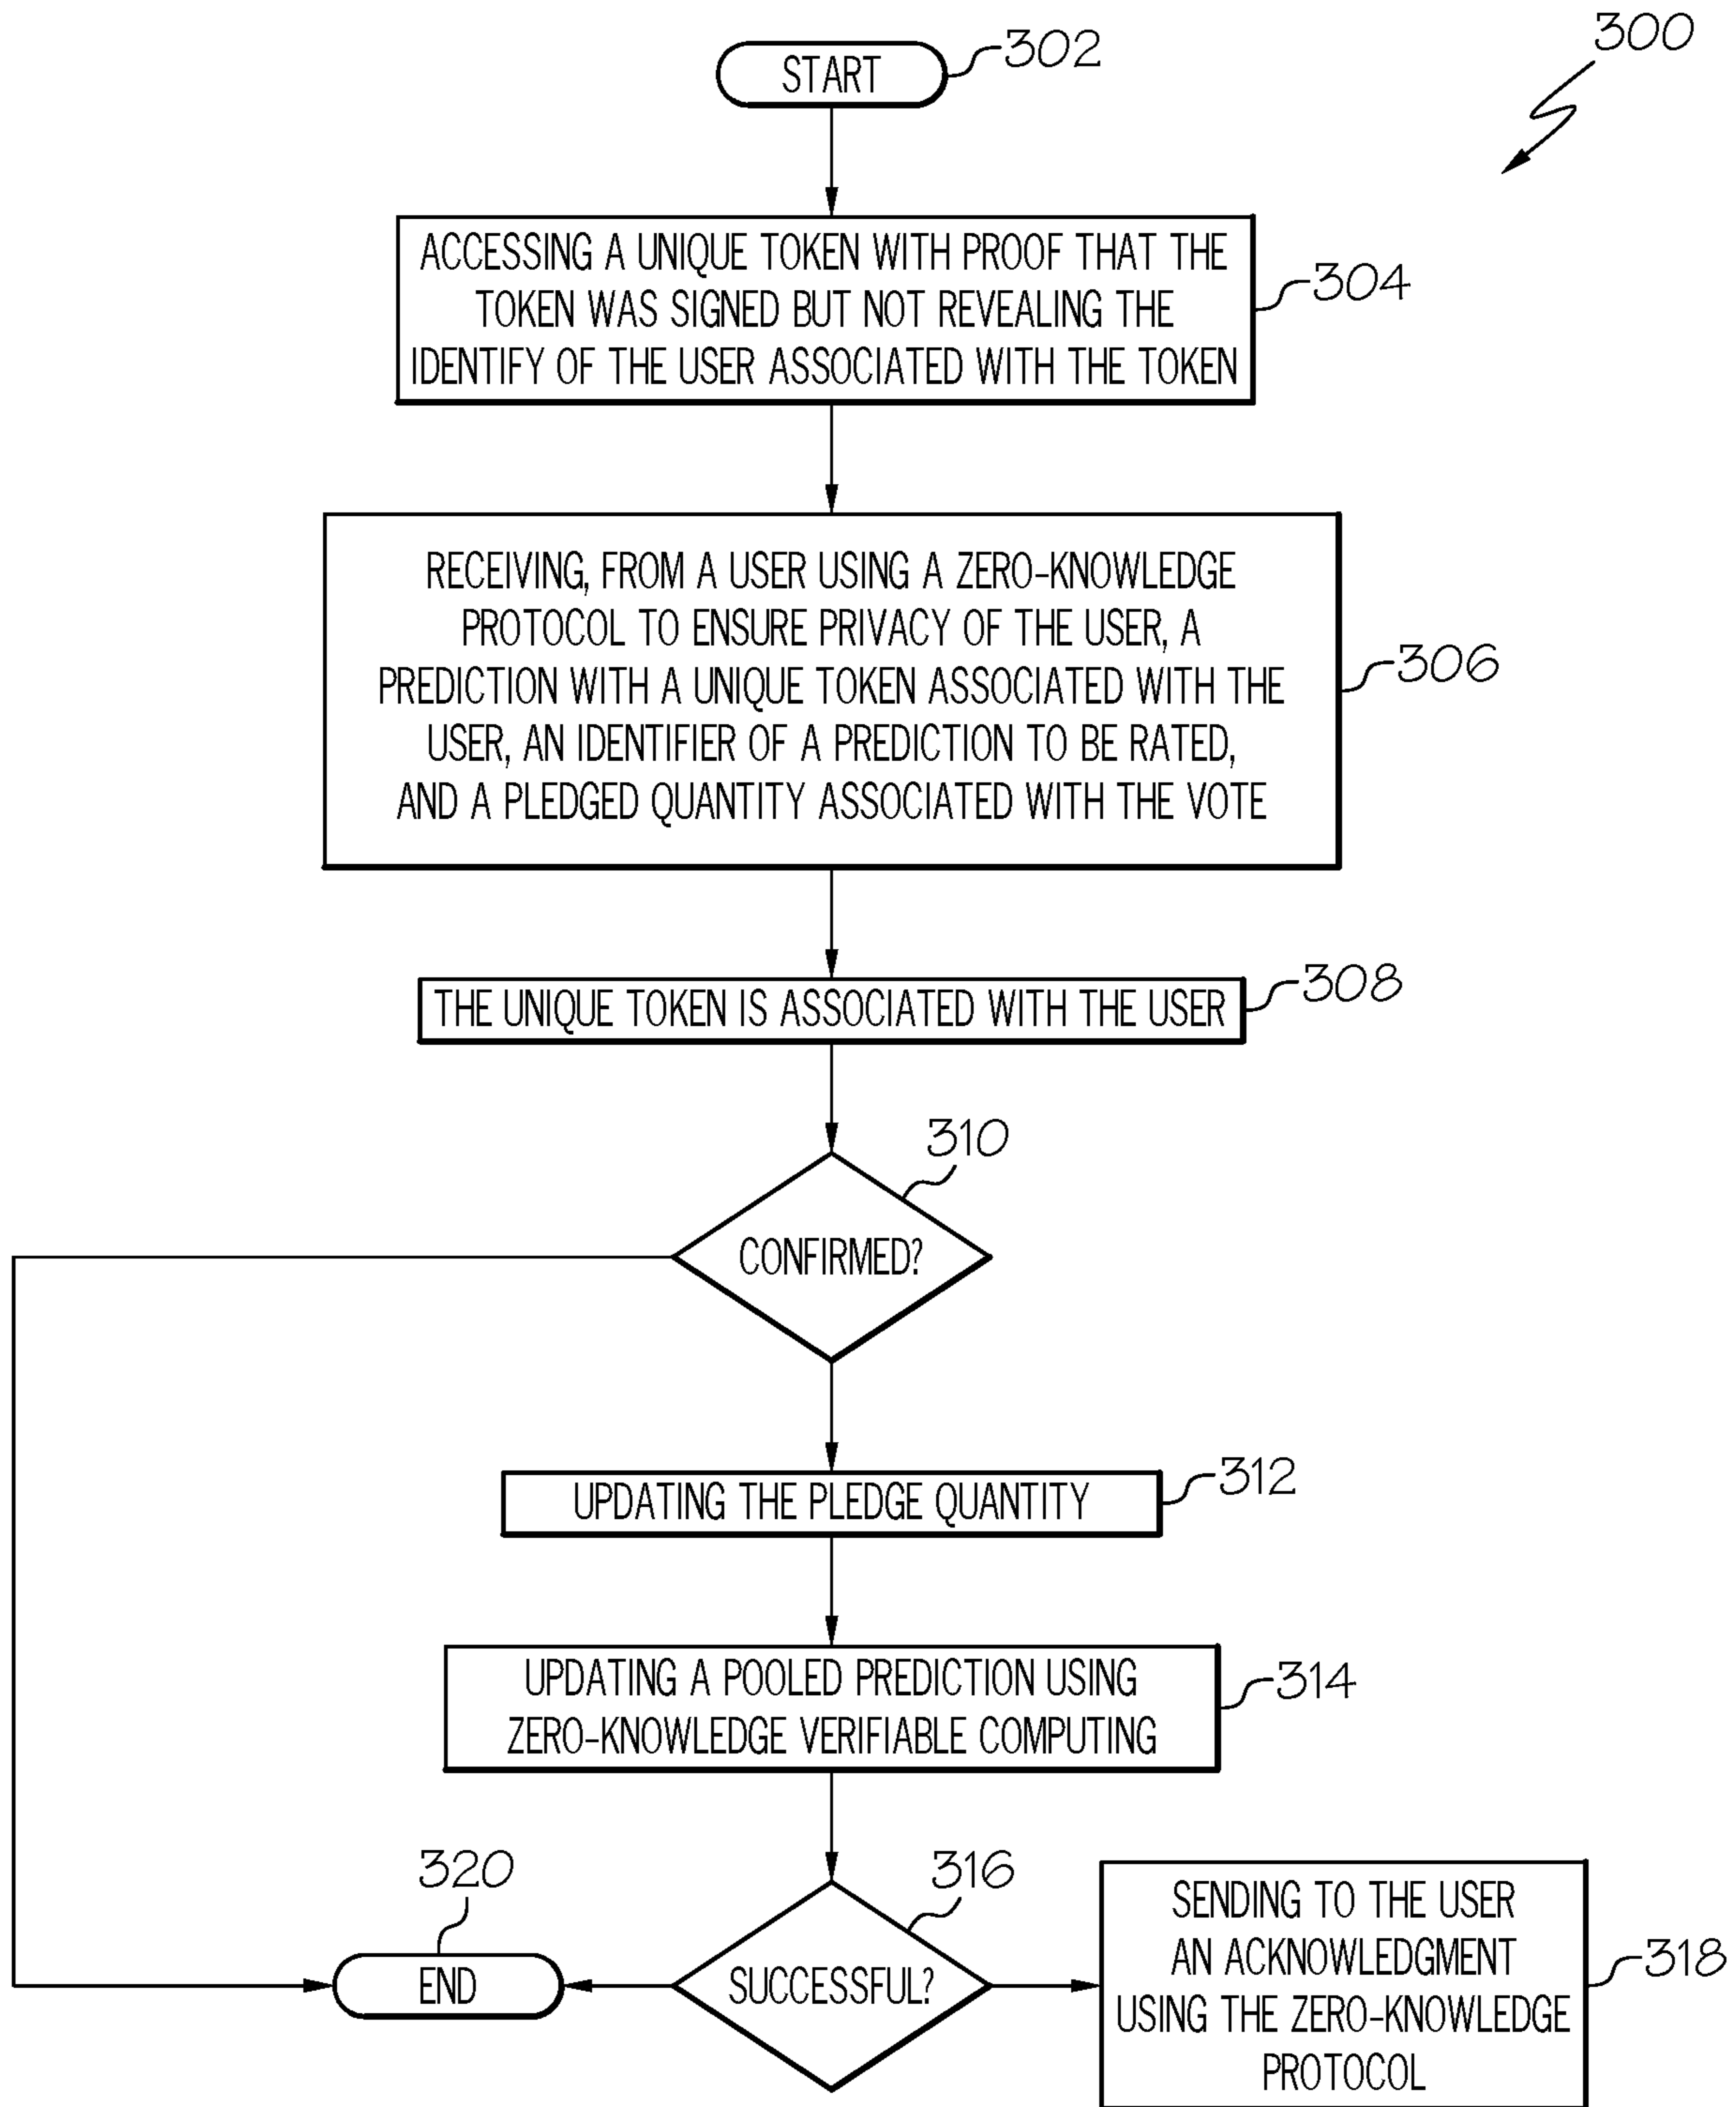 300
START
302
ACCESSING A UNIQUE TOKEN WITH PROOF THAT THE
TOKEN WAS SIGNED BUT NOT REVEALING THE
IDENTIFY OF THE USER ASSOCIATED WITH THE TOKEN
304
RECEIVING, FROM A USER USING A ZERO-KNOWLEDGE
PROTOCOL TO ENSURE PRIVACY OF THE USER, A
PREDICTION WITH A UNIQUE TOKEN ASSOCIATED WITH THE
USER, AN IDENTIFIER OF A PREDICTION TO BE RATED,
AND A PLEDGED QUANTITY ASSOCIATED WITH THE VOTE
306
THE UNIQUE TOKEN IS ASSOCIATED WITH THE USER
308
310
CONFIRMED?
UPDATING THE PLEDGE QUANTITY
312
UPDATING A POOLED PREDICTION USING
ZERO-KNOWLEDGE VERIFIABLE COMPUTING
314
320
END
316
SUCCESSFUL?
SENDING TO THE USER
AN ACKNOWLEDGMENT
USING THE ZERO-KNOWLEDGE
PROTOCOL
318